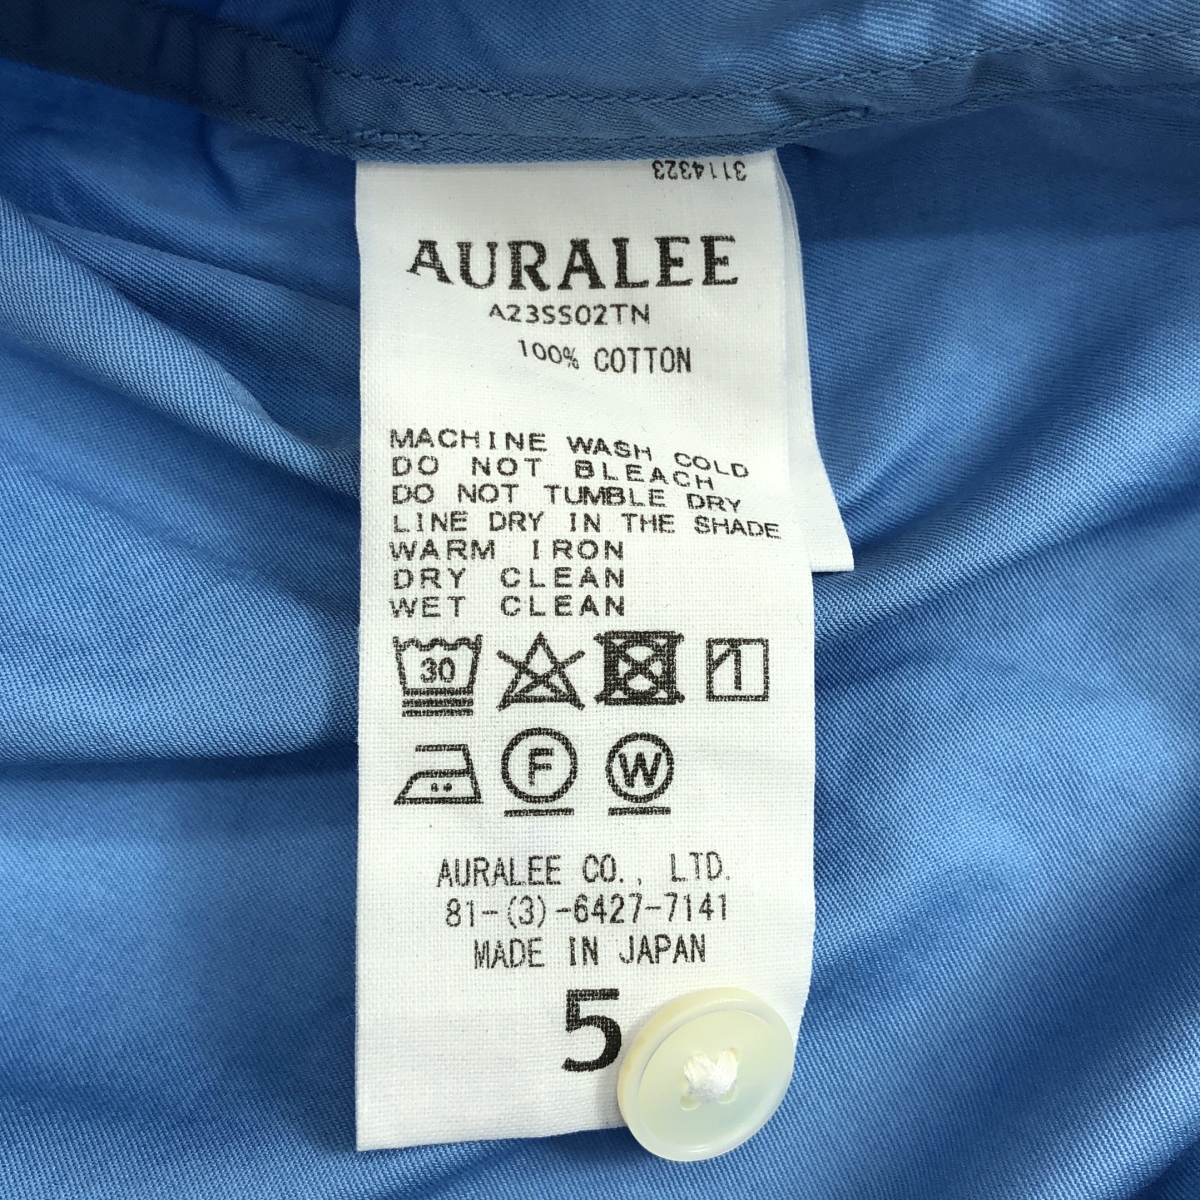 3114323
AURALEE
A23SS02TN
100% COTTON
MACHINE WASH COLD
DO NOT BLEACH
DO NOT TUMBLE DRY
LINE DRY IN THE SHADE
WARM IRON
DRY CLEAN
WET CLEAN
30
F W
AURALEE CO., LTD.
81-(3)-6427-7141
MADE IN JAPAN
5